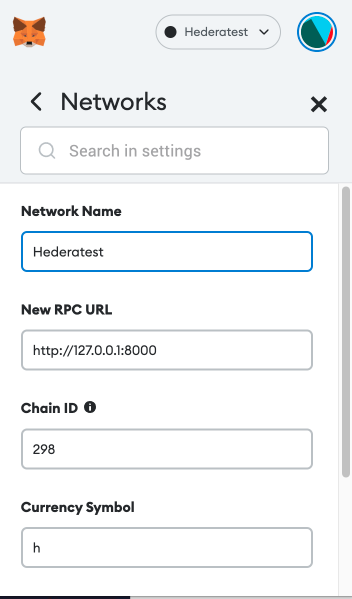 Hederatest
Networks
Search in settings
Network Name
Hederatest
New RPC URL
http://127.0.0.1:8000
Chain ID
298
Currency Symbol
h